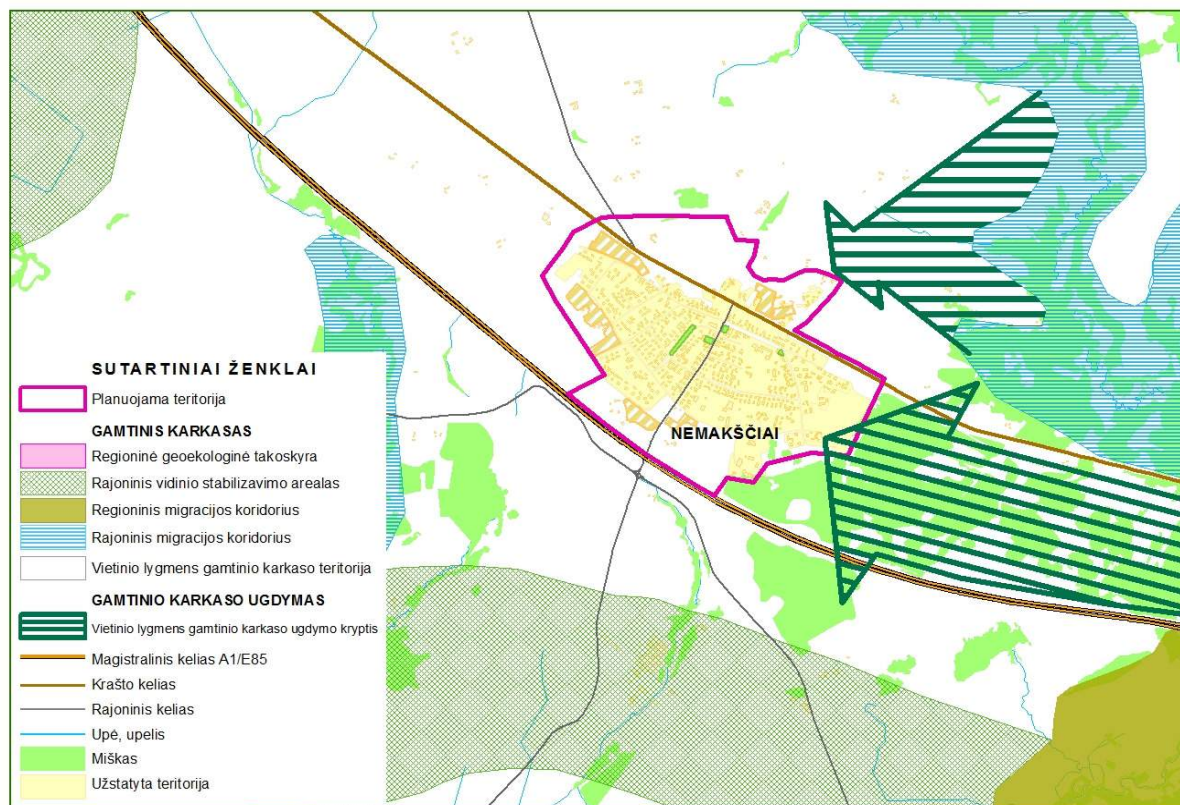 NEMAKŠČIAI
SUTARTINIAI ŽENKLAI
Planuojama teritorija
GAMTINIS KARKASAS
Regioninė geoekologinė takoskyra
Rajoninis vidinio stabilizavimo arealas
Regioninis migracijos koridorius
Rajoninis migracijos koridorius
Vietinio lygmens gamtinio karkaso teritorija
GAMTINIO KARKASO UGDYMAS
Vietinio lygmens gamtinio karkaso ugdymo kryptis
Magistralinis kelias A1/E85
Krašto kelias
Rajoninis kelias
Upė, upelis
Miškas
Užstatyta teritorija